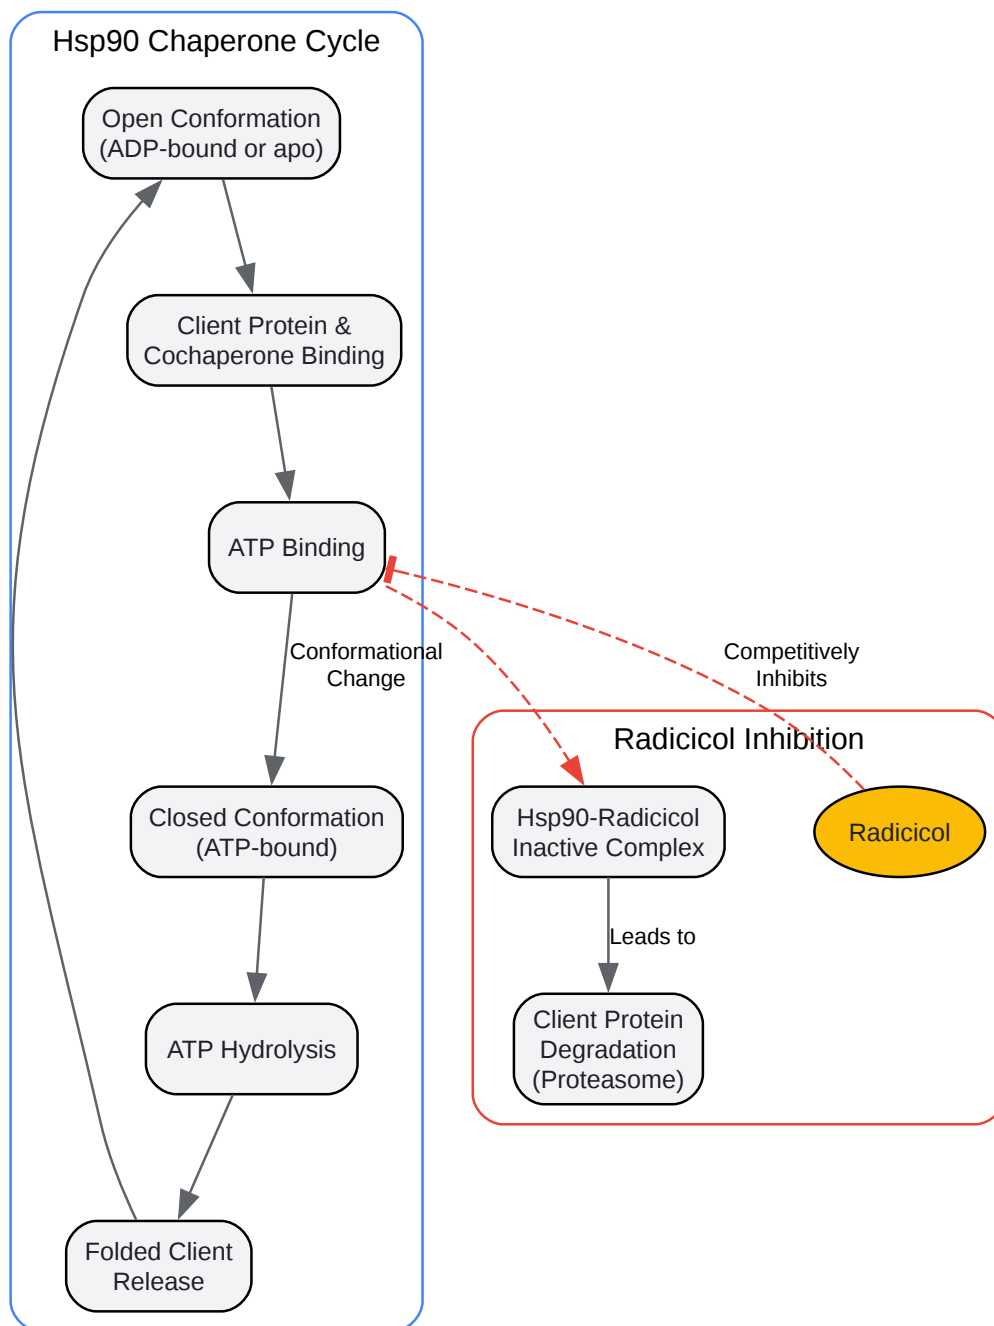 Hsp90 Chaperone Cycle
Open Conformation
(ADP-bound or apo)
Client Protein &
Cochaperone Binding
ATP Binding
Conformational
Change
Closed Conformation
(ATP-bound)
ATP Hydrolysis
Folded Client
Release
Competitively
Inhibits
Radicicol Inhibition
Hsp90-Radicicol
Inactive Complex
Radicicol
Leads to
Client Protein
Degradation
(Proteasome)